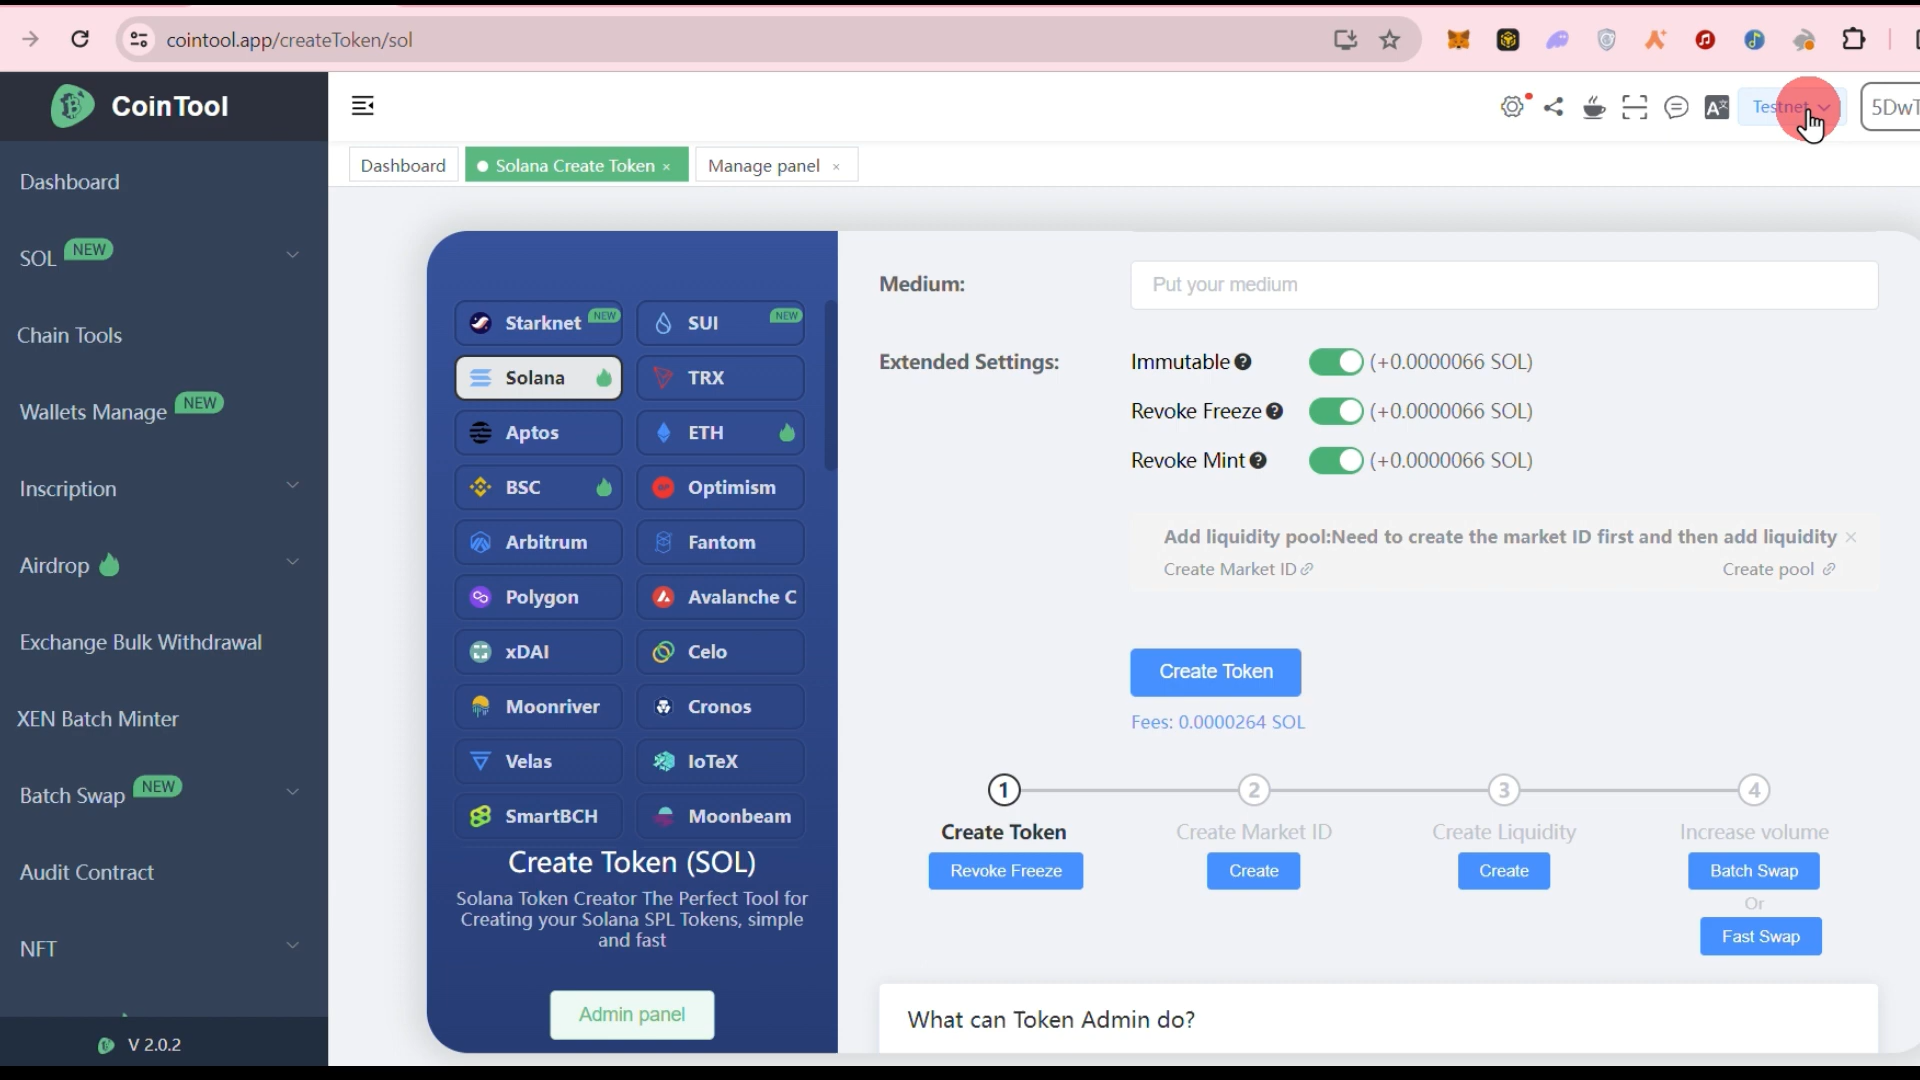 cointool.app/createToken/sol
CoinTool
Testnet
5DwT
Dashboard
Solana Create Token ×
Manage panel ×
Dashboard
SOL NEW
Chain Tools
Wallets Manage NEW
Inscription
Airdrop
Exchange Bulk Withdrawal
XEN Batch Minter
Batch Swap NEW
Audit Contract
NFT
V 2.0.2
Starknet NEW
SUI NEW
Solana
TRX
Aptos
ETH
BSC
Optimism
Arbitrum
Fantom
Polygon
Avalanche C
xDAI
Celo
Moonriver
Cronos
Velas
IoTeX
SmartBCH
Moonbeam
Create Token (SOL)
Solana Token Creator The Perfect Tool for
Creating your Solana SPL Tokens, simple
and fast
Admin panel
Medium:
Put your medium
Extended Settings:
Immutable (+0.0000066 SOL)
Revoke Freeze (+0.0000066 SOL)
Revoke Mint (+0.0000066 SOL)
Add liquidity pool:Need to create the market ID first and then add liquidity ×
Create Market ID
Create pool
Create Token
Fees: 0.0000264 SOL
1
2
3
4
Create Token
Create Market ID
Create Liquidity
Increase volume
Revoke Freeze
Create
Create
Batch Swap
Or
Fast Swap
What can Token Admin do?